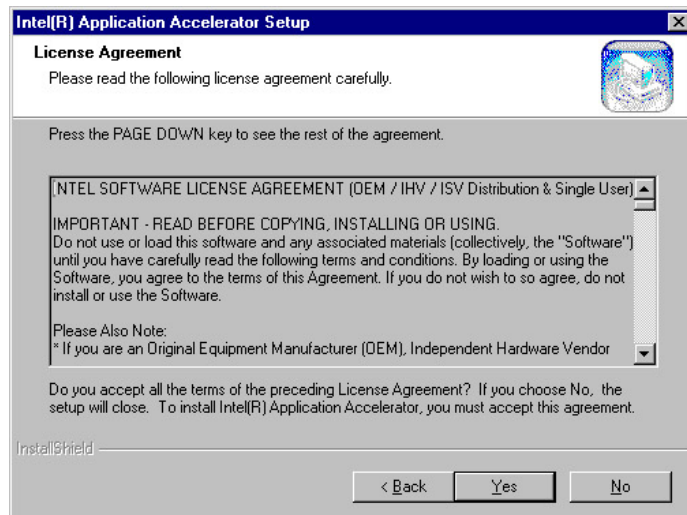 Intel(R) Application Accelerator Setup
License Agreement
Please read the following license agreement carefully.
Press the PAGE DOWN key to see the rest of the agreement.
INTEL SOFTWARE LICENSE AGREEMENT (OEM / IHV / ISV Distribution & Single User)
IMPORTANT - READ BEFORE COPYING, INSTALLING OR USING.
Do not use or load this software and any associated materials (collectively, the "Software")
until you have carefully read the following terms and conditions. By loading or using the
Software, you agree to the terms of this Agreement. If you do not wish to so agree, do not
install or use the Software.
Please Also Note:
* If you are an Original Equipment Manufacturer (OEM), Independent Hardware Vendor
Do you accept all the terms of the preceding License Agreement? If you choose No, the
setup will close. To install Intel(R) Application Accelerator, you must accept this agreement.
InstallShield
< Back
Yes
No